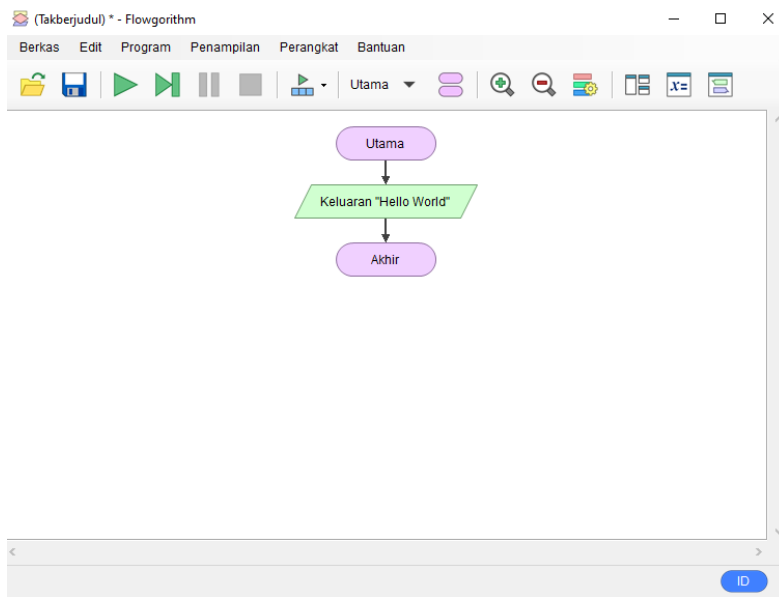 (Takberjudul) * - Flowgorithm
Berkas Edit Program Penampilan Perangkat Bantuan
Utama x=
Utama
Keluaran "Hello World"
Akhir
ID